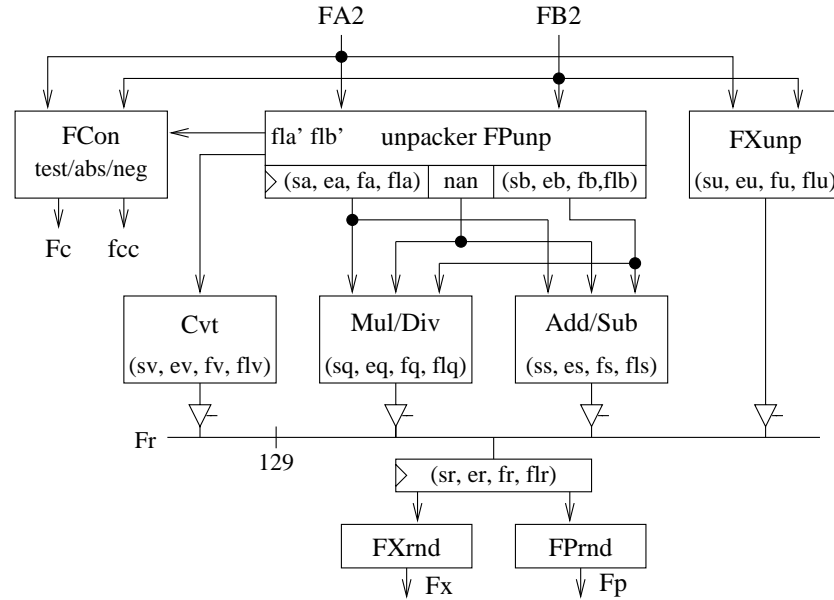 FA2 FB2
FCon
test/abs/neg
fla’ flb’ unpacker FPunp
FXunp
(sa, ea, fa, fla) nan (sb, eb, fb,flb)
(su, eu, fu, flu)
Fc fcc
Cvt
(sv, ev, fv, flv)
Mul/Div
(sq, eq, fq, flq)
Add/Sub
(ss, es, fs, fls)
Fr
129
(sr, er, fr, flr)
FXrnd FPrnd
Fx Fp